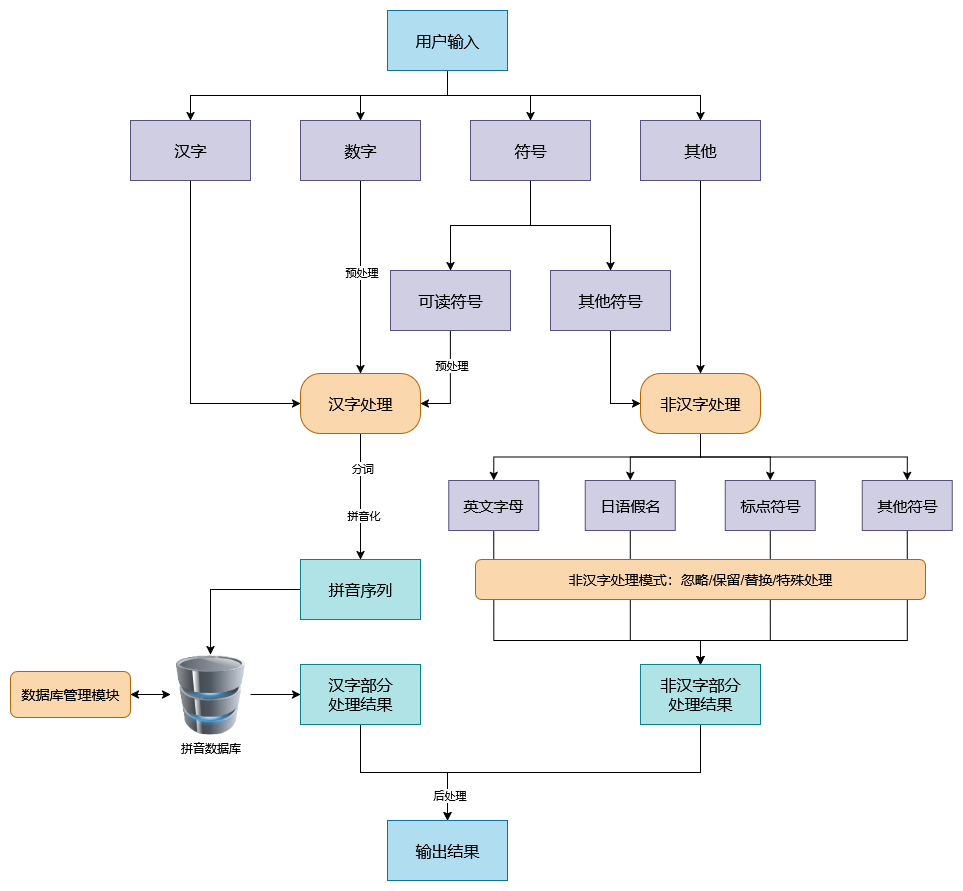 用户输入
汉字
数字
符号
其他
预处理
可读符号
其他符号
预处理
汉字处理
非汉字处理
分词
英文字母
日语假名
标点符号
其他符号
拼音化
拼音序列
非汉字处理模式：忽略/保留/替换/特殊处理
数据库管理模块
拼音数据库
汉字部分
处理结果
非汉字部分
处理结果
后处理
输出结果